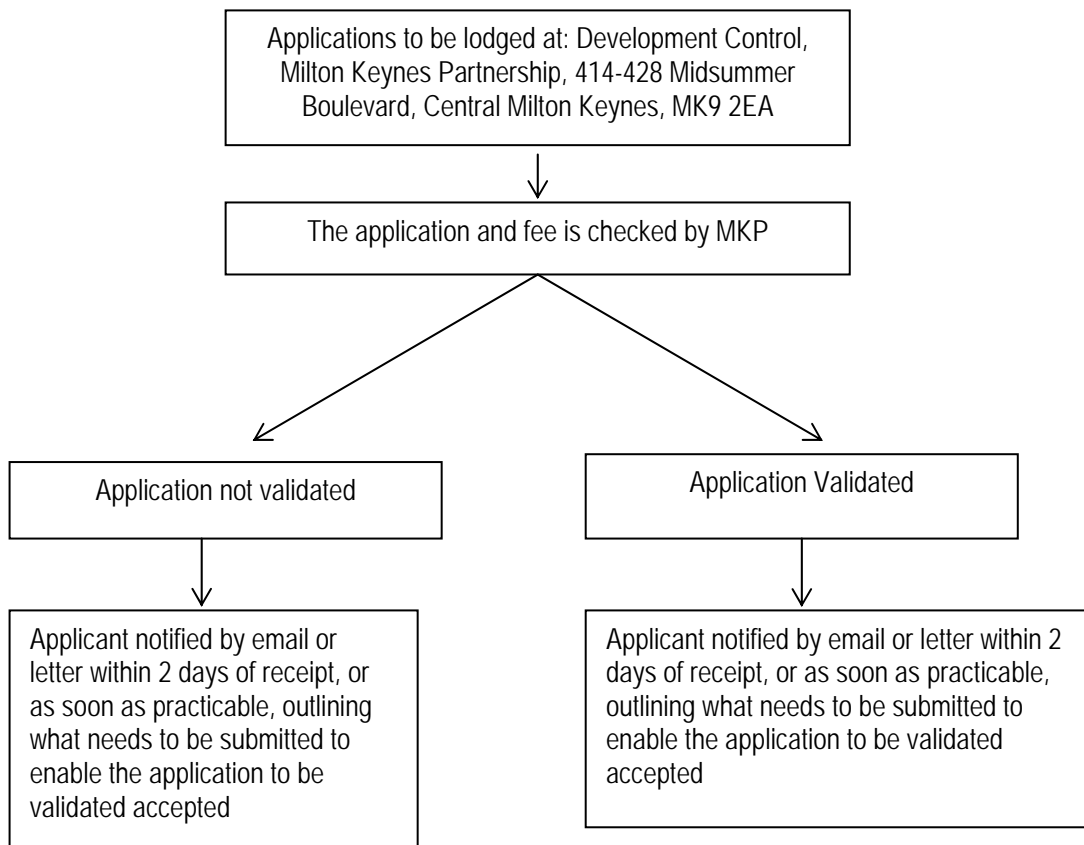 Applications to be lodged at: Development Control,
Milton Keynes Partnership, 414-428 Midsummer
Boulevard, Central Milton Keynes, MK9 2EA
The application and fee is checked by MKP
Application not validated
Application Validated
Applicant notified by email or
letter within 2 days of receipt, or
as soon as practicable, outlining
what needs to be submitted to
enable the application to be
validated accepted
Applicant notified by email or letter within 2
days of receipt, or as soon as practicable,
outlining what needs to be submitted to
enable the application to be validated
accepted